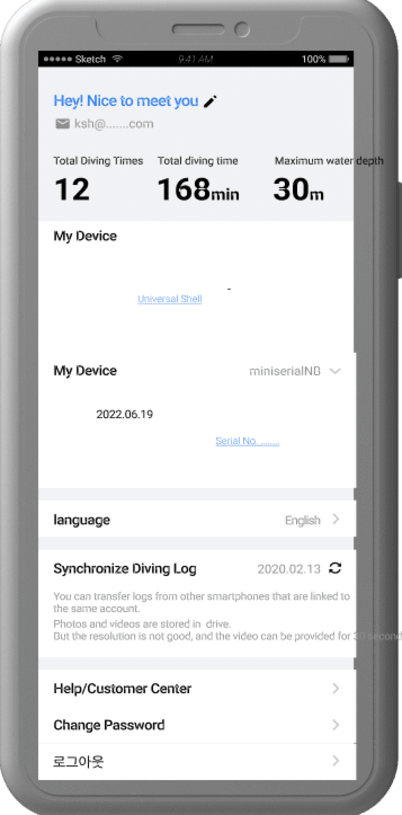 Sketch 9:41 AM 100%
Hey! Nice to meet you
ksh@.......com
Total Diving Times Total diving time Maximum water depth
12 168min 30m
My Device
-
Universal Shell
My Device miniserialNB
2022.06.19
Serial No. ........
language English
Synchronize Diving Log 2020.02.13
You can transfer logs from other smartphones that are linked to
the same account.
Photos and videos are stored in drive.
But the resolution is not good, and the video can be provided for 30 second
Help/Customer Center
Change Password
로그아웃